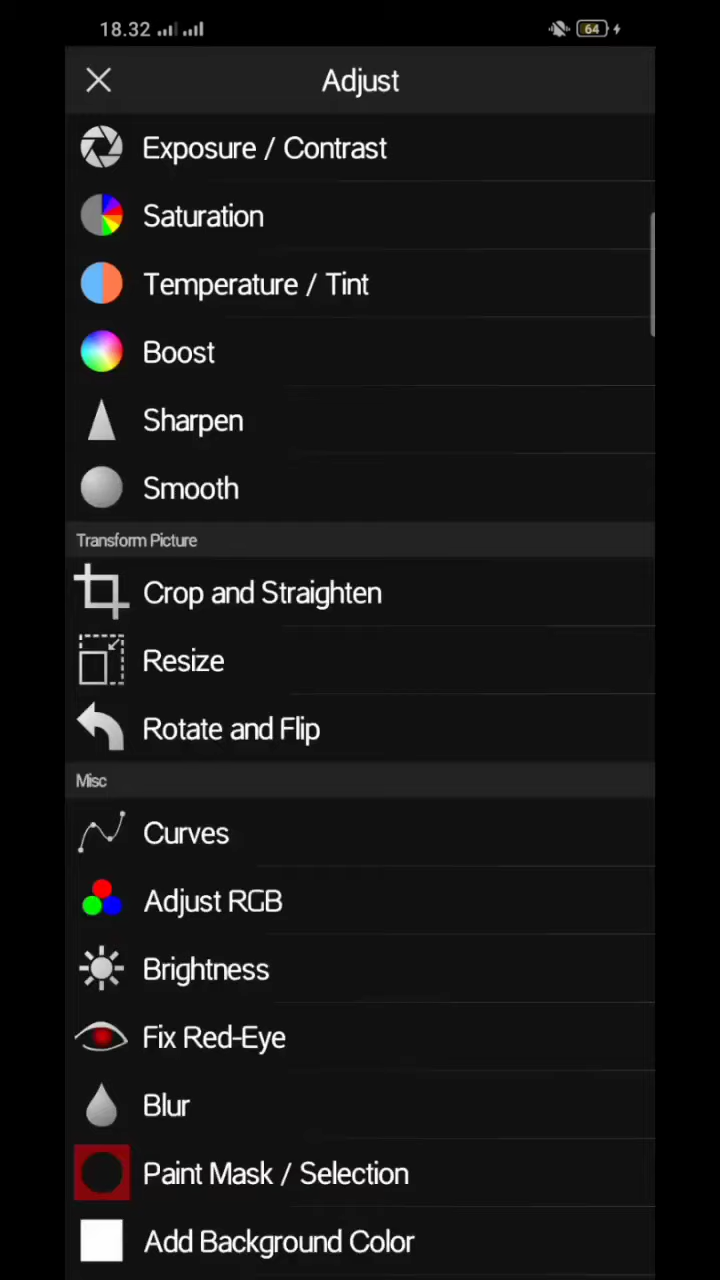 18.32
64
Adjust
Exposure / Contrast
Saturation
Temperature / Tint
Boost
Sharpen
Smooth
Transform Picture
Crop and Straighten
Resize
Rotate and Flip
Misc
Curves
Adjust RGB
Brightness
Fix Red-Eye
Blur
Paint Mask / Selection
Add Background Color